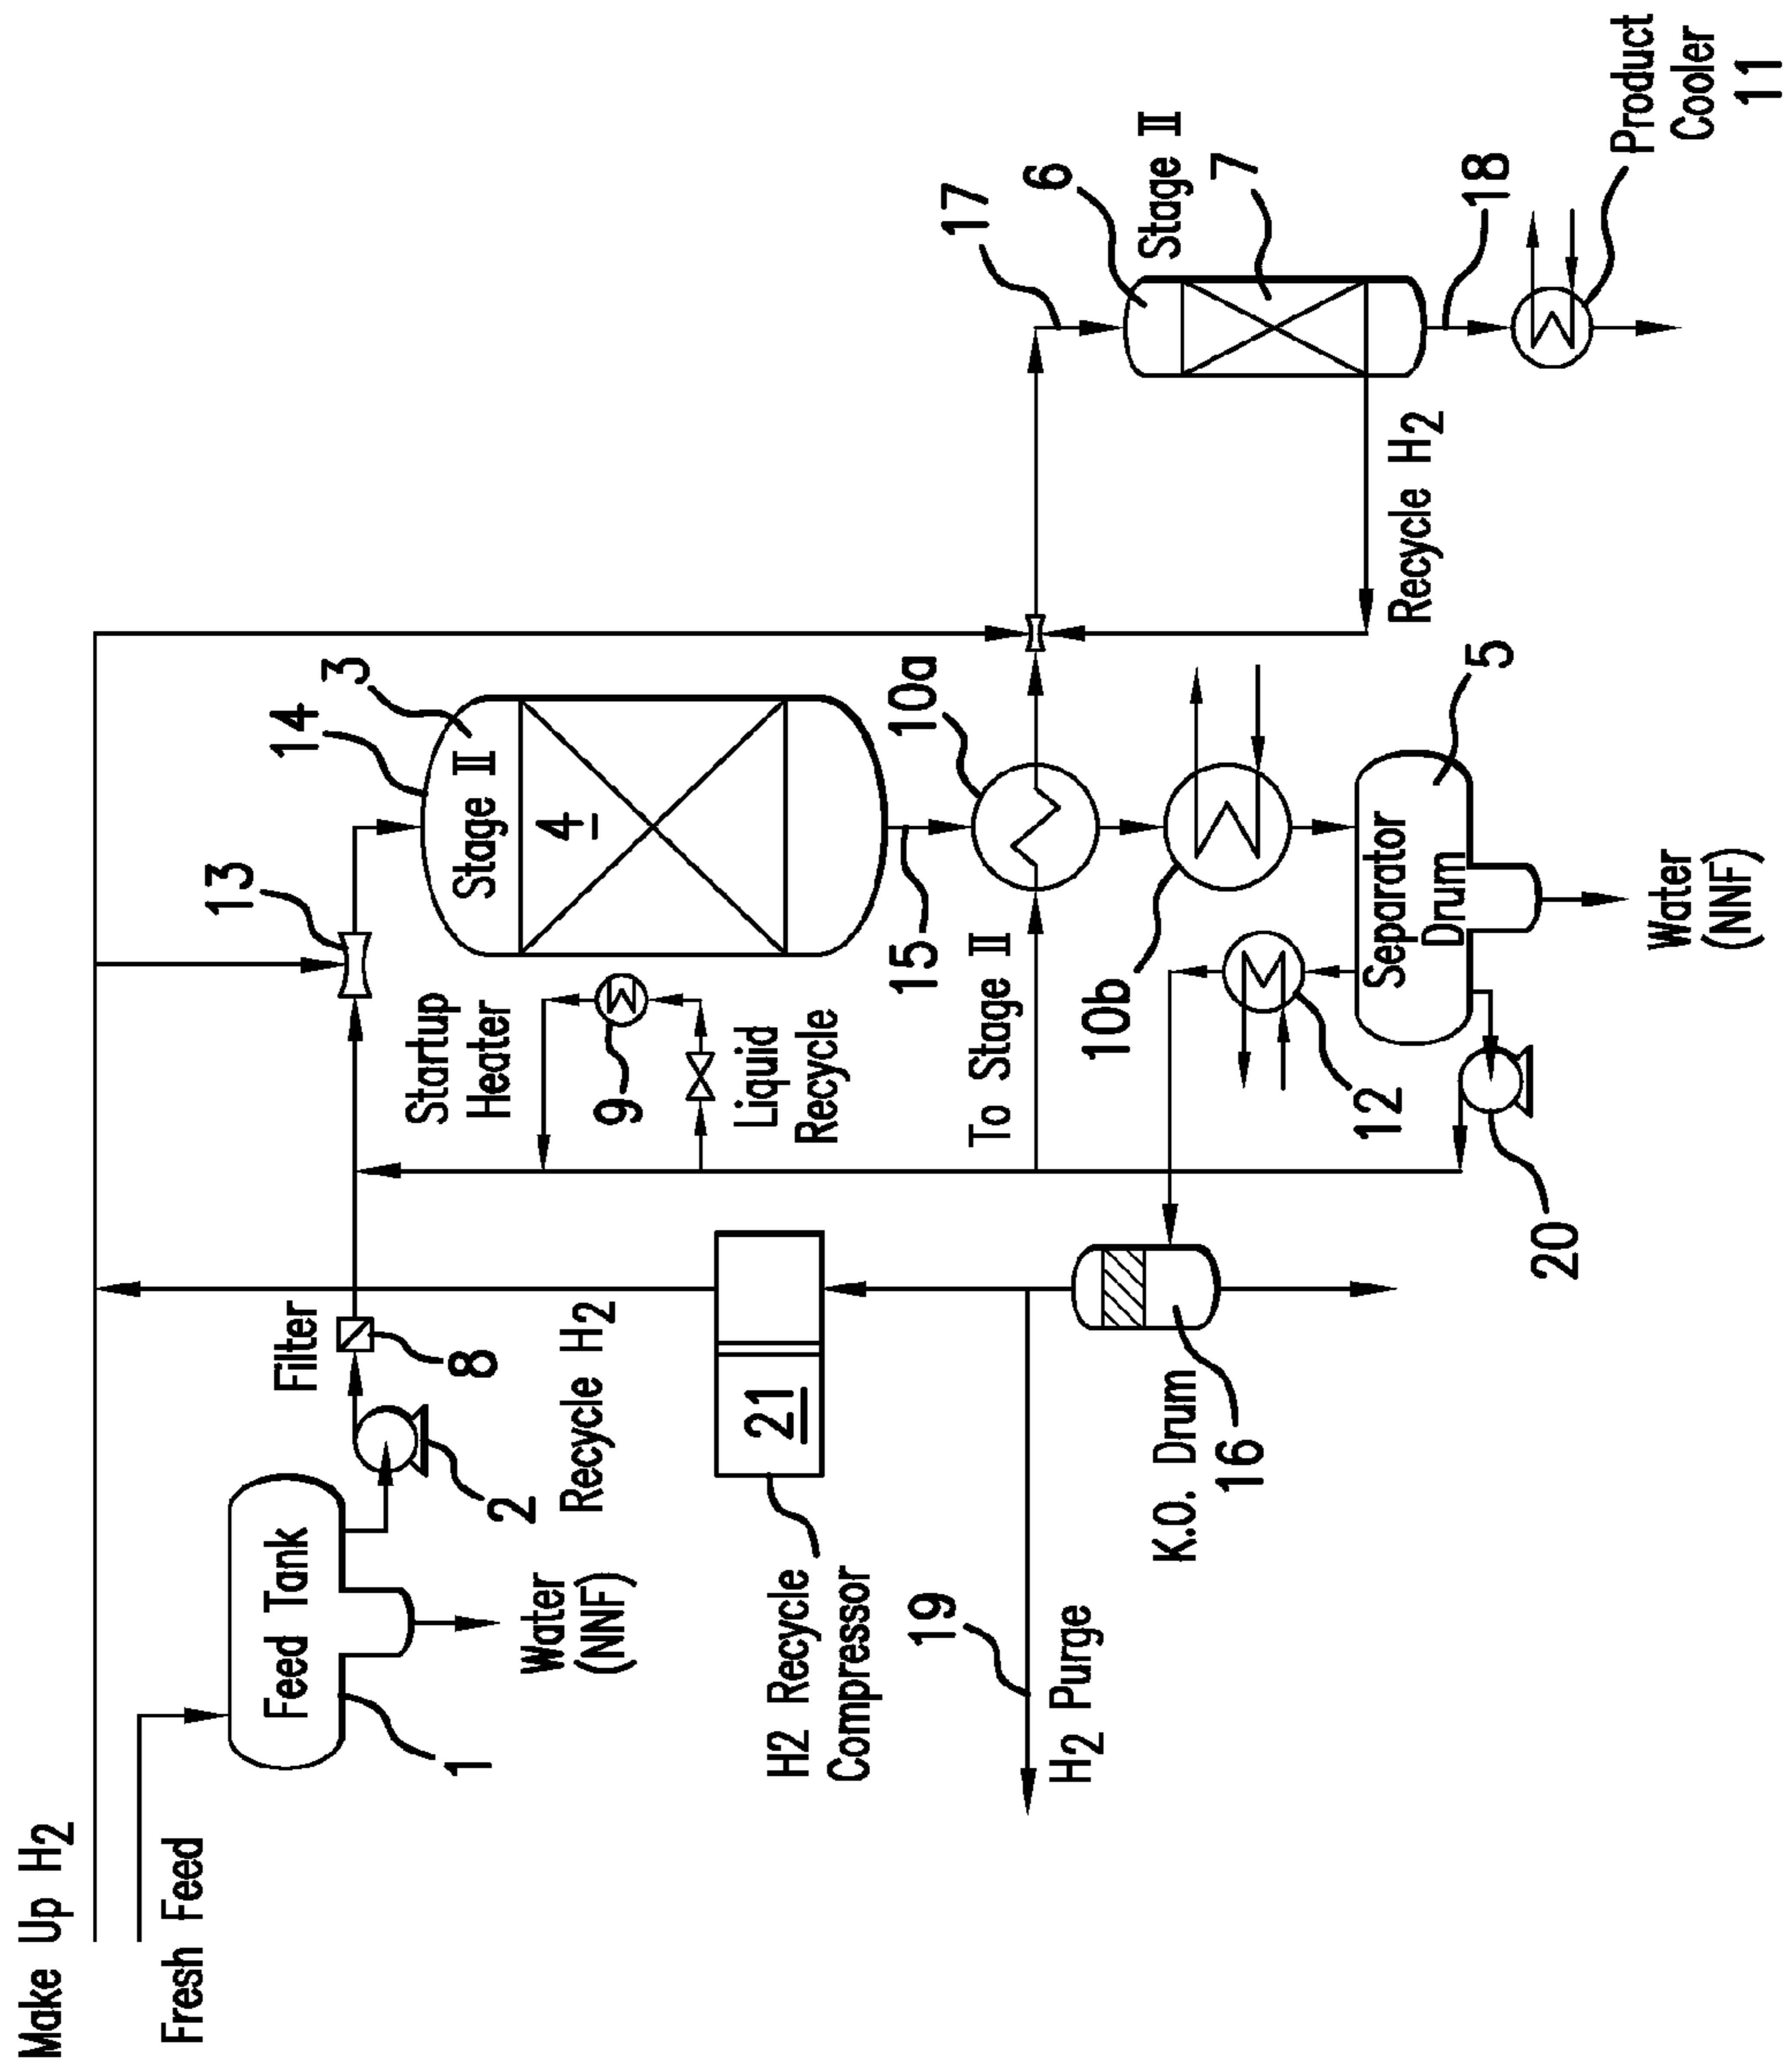 Make Up H2
Fresh Feed
13
Feed Tank
Filter
14
3
Stage II
Startup
Heater
4
1
2
8
Water
(NNF)
Recycle H2
9
Liquid
Recycle
H2 Recycle
Compressor
21
15
10a
17
19
To Stage II
6
H2 Purge
10b
Stage II
K.O. Drum
16
7
12
Separator
Drum
Recycle H2
5
18
20
Water
(NNF)
Product
Cooler
11